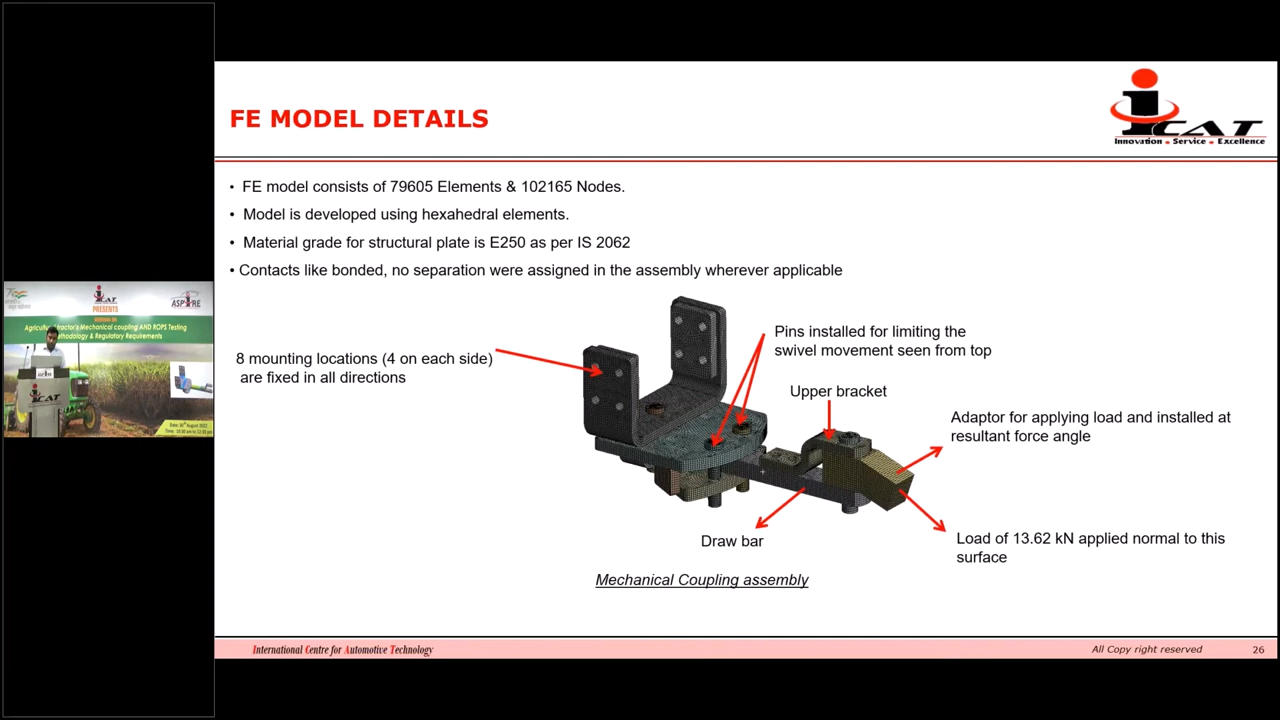 FE MODEL DETAILS
iCAT
Innovation • Service • Excellence
• FE model consists of 79605 Elements & 102165 Nodes.
• Model is developed using hexahedral elements.
• Material grade for structural plate is E250 as per IS 2062
• Contacts like bonded, no separation were assigned in the assembly wherever applicable
8 mounting locations (4 on each side)
are fixed in all directions
Pins installed for limiting the
swivel movement seen from top
Upper bracket
Adaptor for applying load and installed at
resultant force angle
Draw bar
Load of 13.62 kN applied normal to this
surface
Mechanical Coupling assembly
International Centre for Automotive Technology
All Copy right reserved
26
iCAT
ASPIRE
PRESENTS
Mechanical coupling AND ROPS Testing
& Regulatory Requirements
iCAT